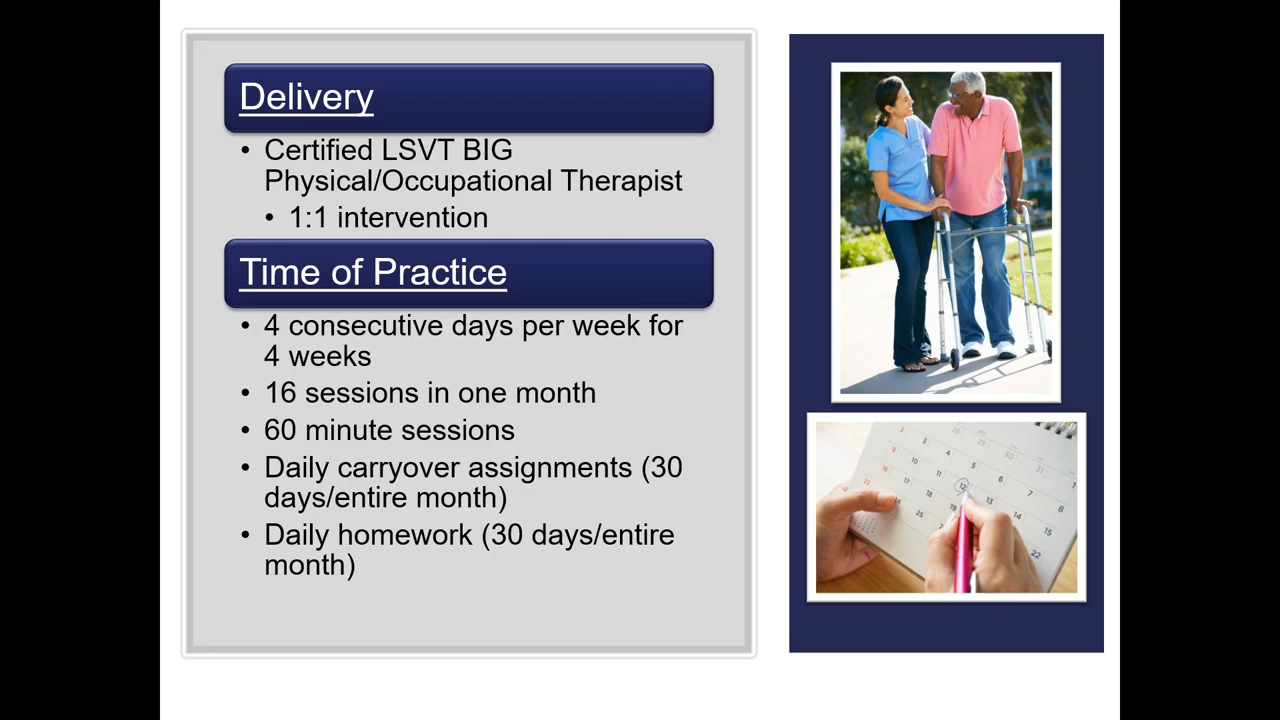 Delivery
• Certified LSVT BIG
Physical/Occupational Therapist
• 1:1 intervention
Time of Practice
• 4 consecutive days per week for
4 weeks
• 16 sessions in one month
• 60 minute sessions
• Daily carryover assignments (30
days/entire month)
• Daily homework (30 days/entire
month)